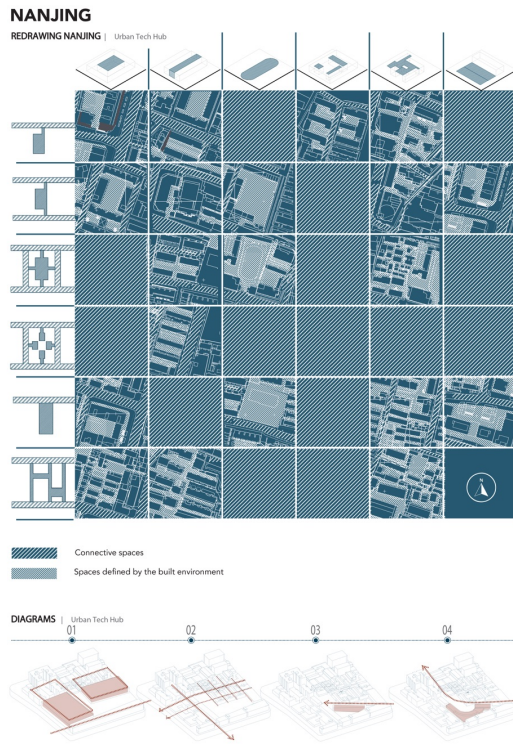 NANJING
REDRAWING NANJING | Urban Tech Hub
N
Connective spaces
Spaces defined by the built environment
DIAGRAMS | Urban Tech Hub
01 02 03 04